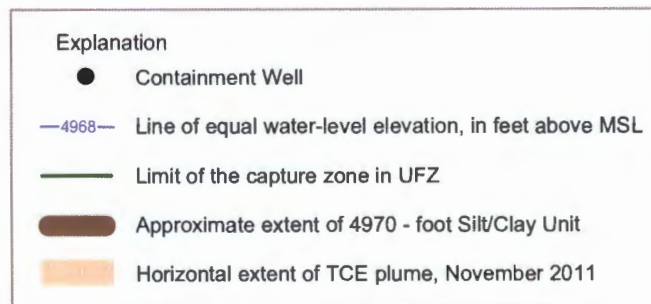 Explanation
Containment Well
4968 Line of equal water-level elevation, in feet above MSL
Limit of the capture zone in UFZ
Approximate extent of 4970 - foot Silt/Clay Unit
Horizontal extent of TCE plume, November 2011